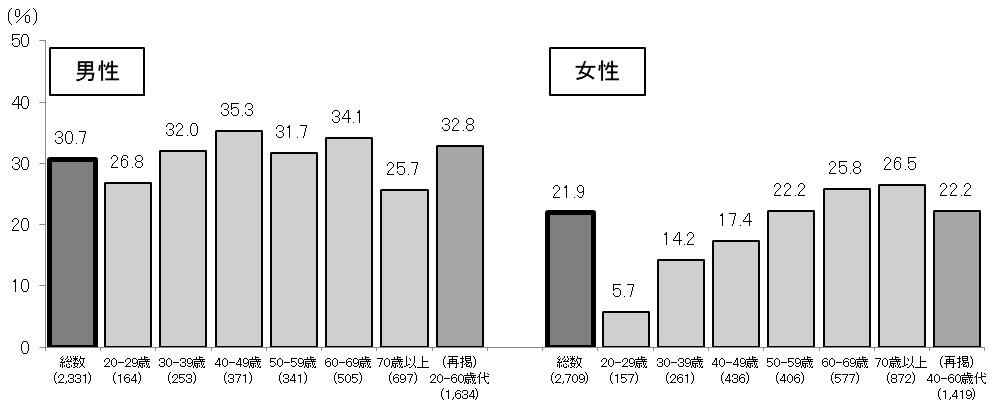 (%)
50
40
30
20
10
0
男性
30.7
26.8
32.0
35.3
31.7
34.1
25.7
32.8
総数
(2,331)
20-29歳
(164)
30-39歳
(253)
40-49歳
(371)
50-59歳
(341)
60-69歳
(505)
70歳以上
(697)
(再掲)
20-60歳代
(1,634)
女性
21.9
5.7
14.2
17.4
22.2
25.8
26.5
22.2
総数
(2,709)
20-29歳
(157)
30-39歳
(261)
40-49歳
(436)
50-59歳
(406)
60-69歳
(577)
70歳以上
(872)
(再掲)
40-60歳代
(1,419)